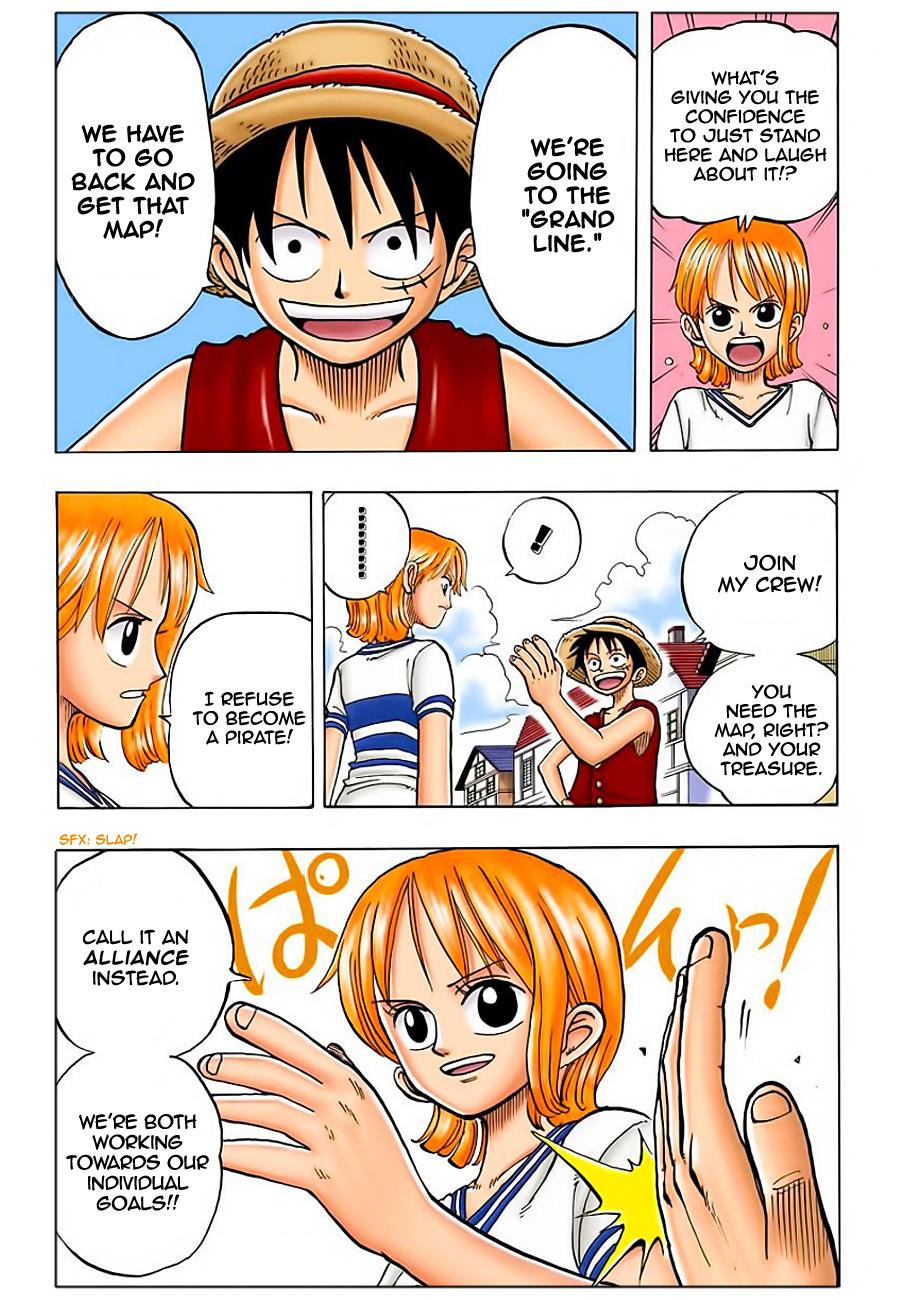 WHAT'S
GIVING YOU THE
CONFIDENCE
TO JUST STAND
HERE AND LAUGH
ABOUT IT!?
WE'RE
GOING
TO THE
"GRAND
LINE."
WE HAVE
TO GO
BACK AND
GET THAT
MAP!
JOIN
MY CREW!
YOU
NEED THE
MAP, RIGHT?
AND YOUR
TREASURE.
!
..........
I REFUSE
TO BECOME
A PIRATE!
SFX: SLAP!
ぱんっ!
CALL IT AN
ALLIANCE
INSTEAD.
WE'RE BOTH
WORKING
TOWARDS OUR
INDIVIDUAL
GOALS!!